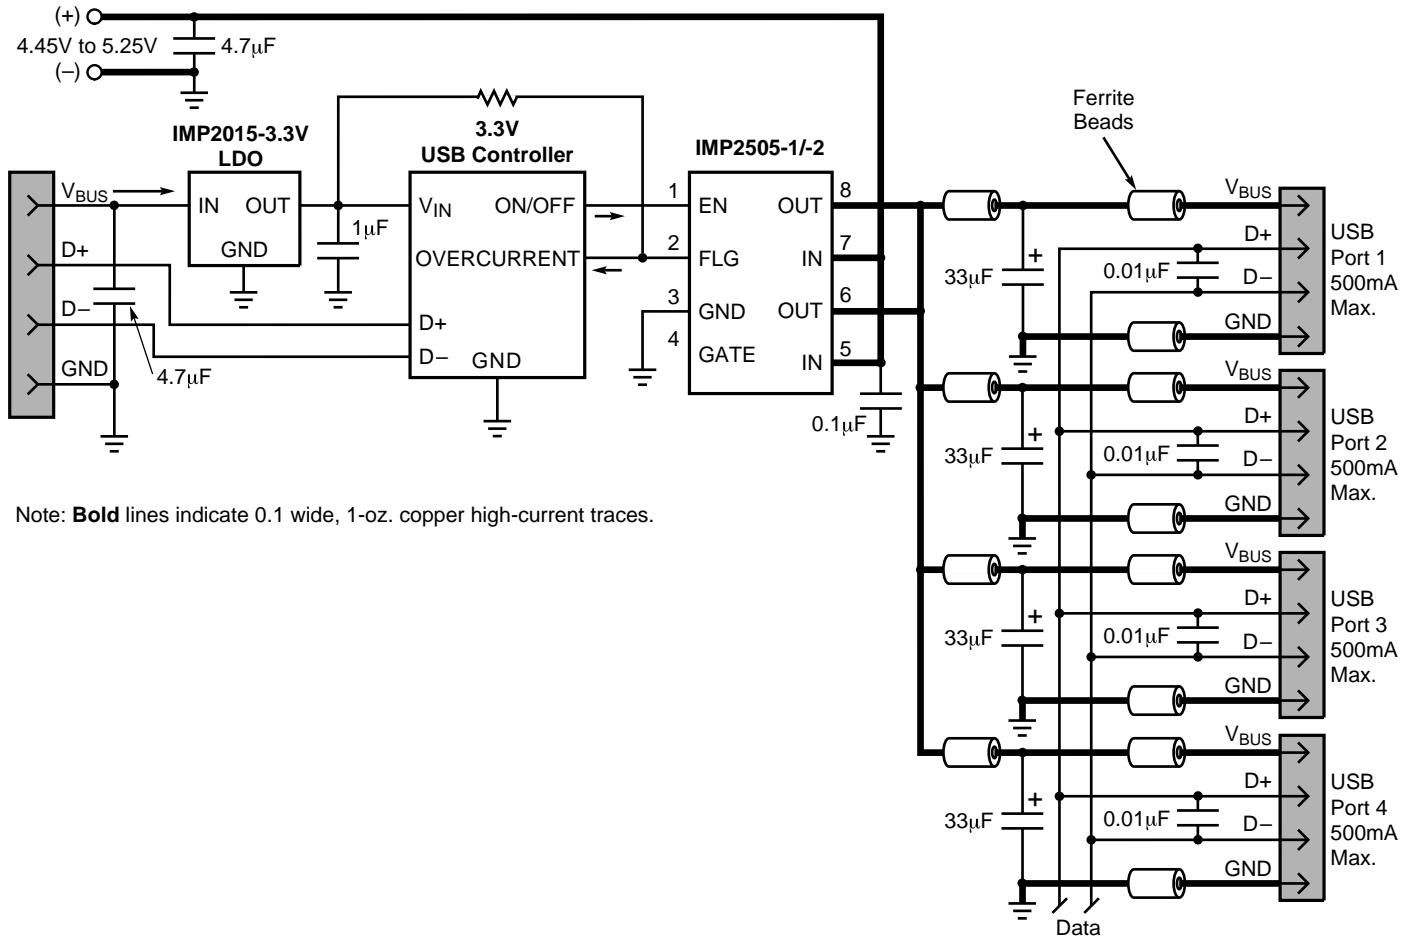 (+)
4.45V to 5.25V
4.7µF
(–)
IMP2015-3.3V
LDO
3.3V
USB Controller
IMP2505-1/-2
Ferrite
Beads
VBUS
IN
OUT
GND
1µF
VIN
ON/OFF
OVERCURRENT
D+
D–
GND
D+
D–
GND
4.7µF
1
EN
OUT
8
2
FLG
IN
7
3
GND
OUT
6
4
GATE
IN
5
0.1µF
33µF
+
0.01µF
VBUS
D+
D–
GND
USB
Port 1
500mA
Max.
33µF
+
0.01µF
VBUS
D+
D–
GND
USB
Port 2
500mA
Max.
33µF
+
0.01µF
VBUS
D+
D–
GND
USB
Port 3
500mA
Max.
33µF
+
0.01µF
VBUS
D+
D–
GND
USB
Port 4
500mA
Max.
Data
Note: Bold lines indicate 0.1 wide, 1-oz. copper high-current traces.